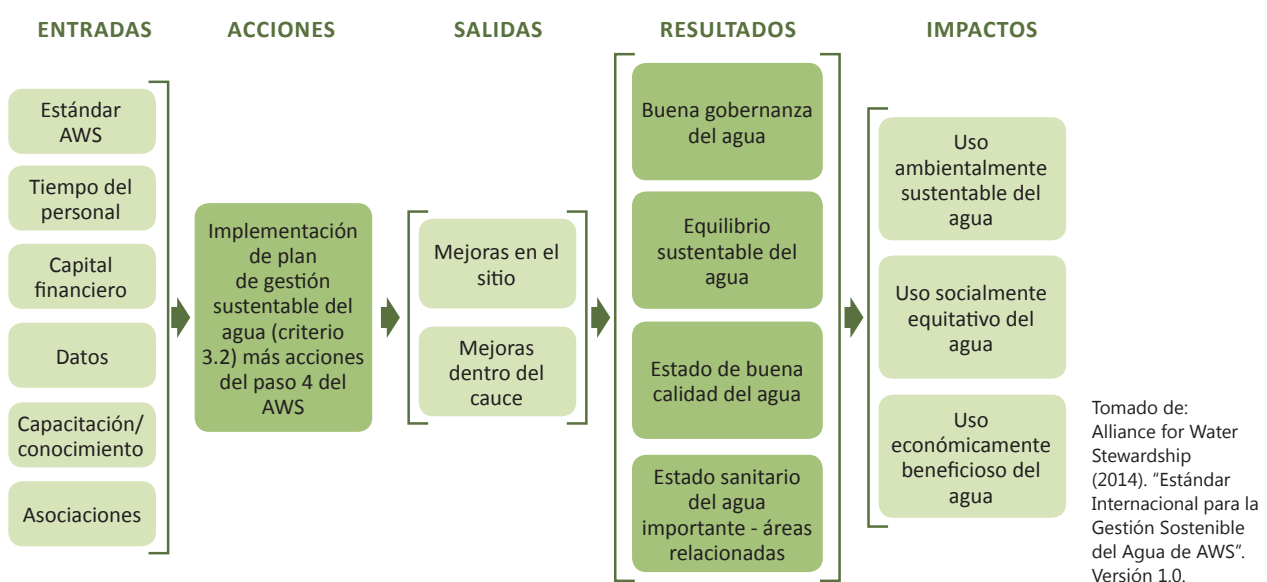 ENTRADAS
ACCIONES
SALIDAS
RESULTADOS
IMPACTOS
Estándar
AWS
Tiempo del
personal
Capital
financiero
Datos
Capacitación/
conocimiento
Asociaciones
Implementación
de plan
de gestión
sustentable del
agua (criterio
3.2) más acciones
del paso 4 del
AWS
Mejoras en el
sitio
Mejoras
dentro del
cauce
Buena gobernanza
del agua
Equilibrio
sustentable del
agua
Estado de buena
calidad del agua
Estado sanitario
del agua
importante - áreas
relacionadas
Uso
ambientalmente
sustentable del
agua
Uso socialmente
equitativo del
agua
Uso
económicamente
beneficioso del
agua
Tomado de:
Alliance for Water
Stewardship
(2014). “Estándar
Internacional para la
Gestión Sostenible
del Agua de AWS”.
Versión 1.0.